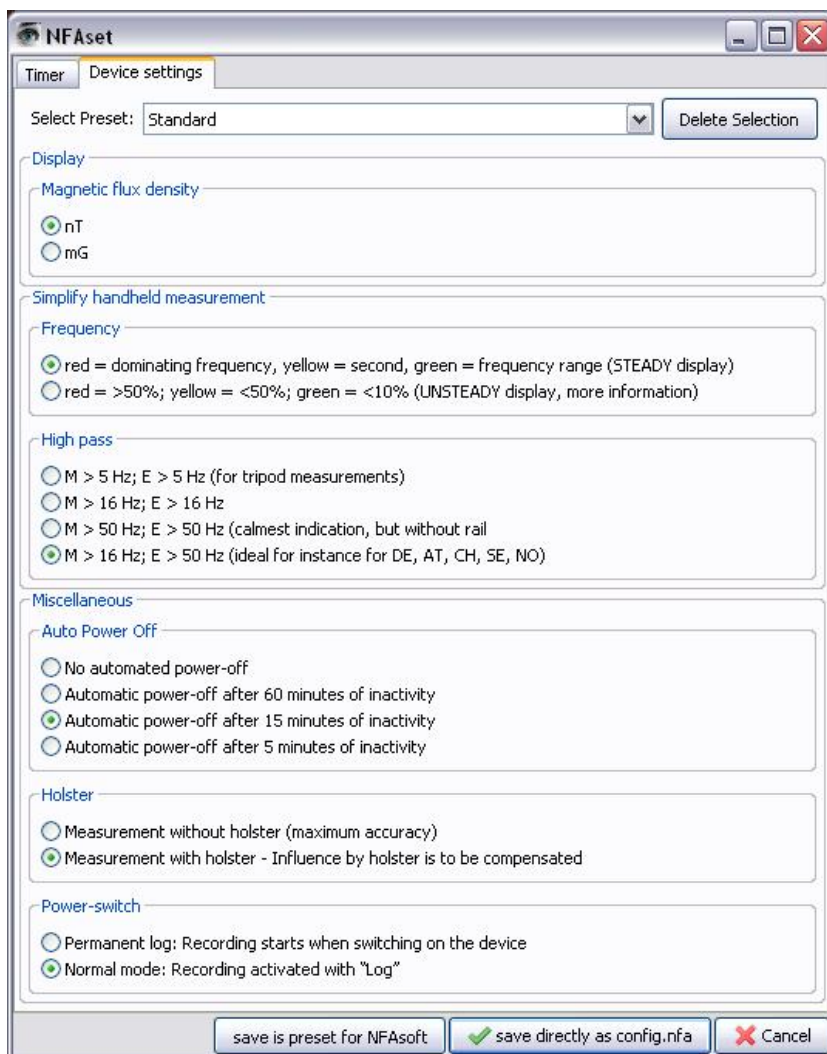 NFAset
Timer
Device settings
Select Preset: Standard
Delete Selection
Display
Magnetic flux density
nT
mG
Simplify handheld measurement
Frequency
red = dominating frequency, yellow = second, green = frequency range (STEADY display)
red = >50%; yellow = <50%; green = <10% (UNSTEADY display, more information)
High pass
M > 5 Hz; E > 5 Hz (for tripod measurements)
M > 16 Hz; E > 16 Hz
M > 50 Hz; E > 50 Hz (calmest indication, but without rail
M > 16 Hz; E > 50 Hz (ideal for instance for DE, AT, CH, SE, NO)
Miscellaneous
Auto Power Off
No automated power-off
Automatic power-off after 60 minutes of inactivity
Automatic power-off after 15 minutes of inactivity
Automatic power-off after 5 minutes of inactivity
Holster
Measurement without holster (maximum accuracy)
Measurement with holster - Influence by holster is to be compensated
Power-switch
Permanent log: Recording starts when switching on the device
Normal mode: Recording activated with "Log"
save is preset for NFAsoft
save directly as config.nfa
Cancel